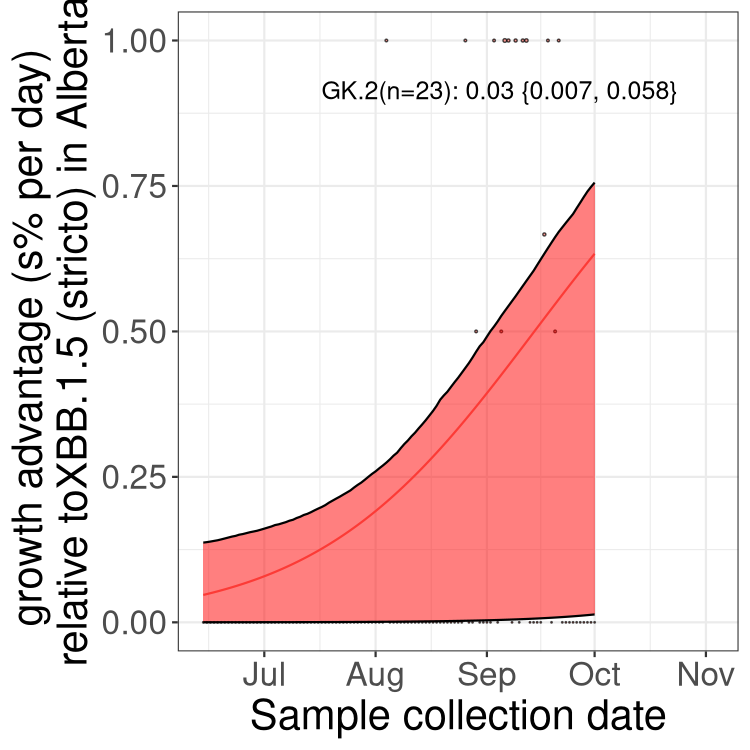 growth advantage (s% per day)
relative toXBB.1.5 (stricto) in Alberta
1.00
GK.2(n=23): 0.03 {0.007, 0.058}
0.75
0.50
0.25
0.00
Jul Aug Sep Oct Nov
Sample collection date